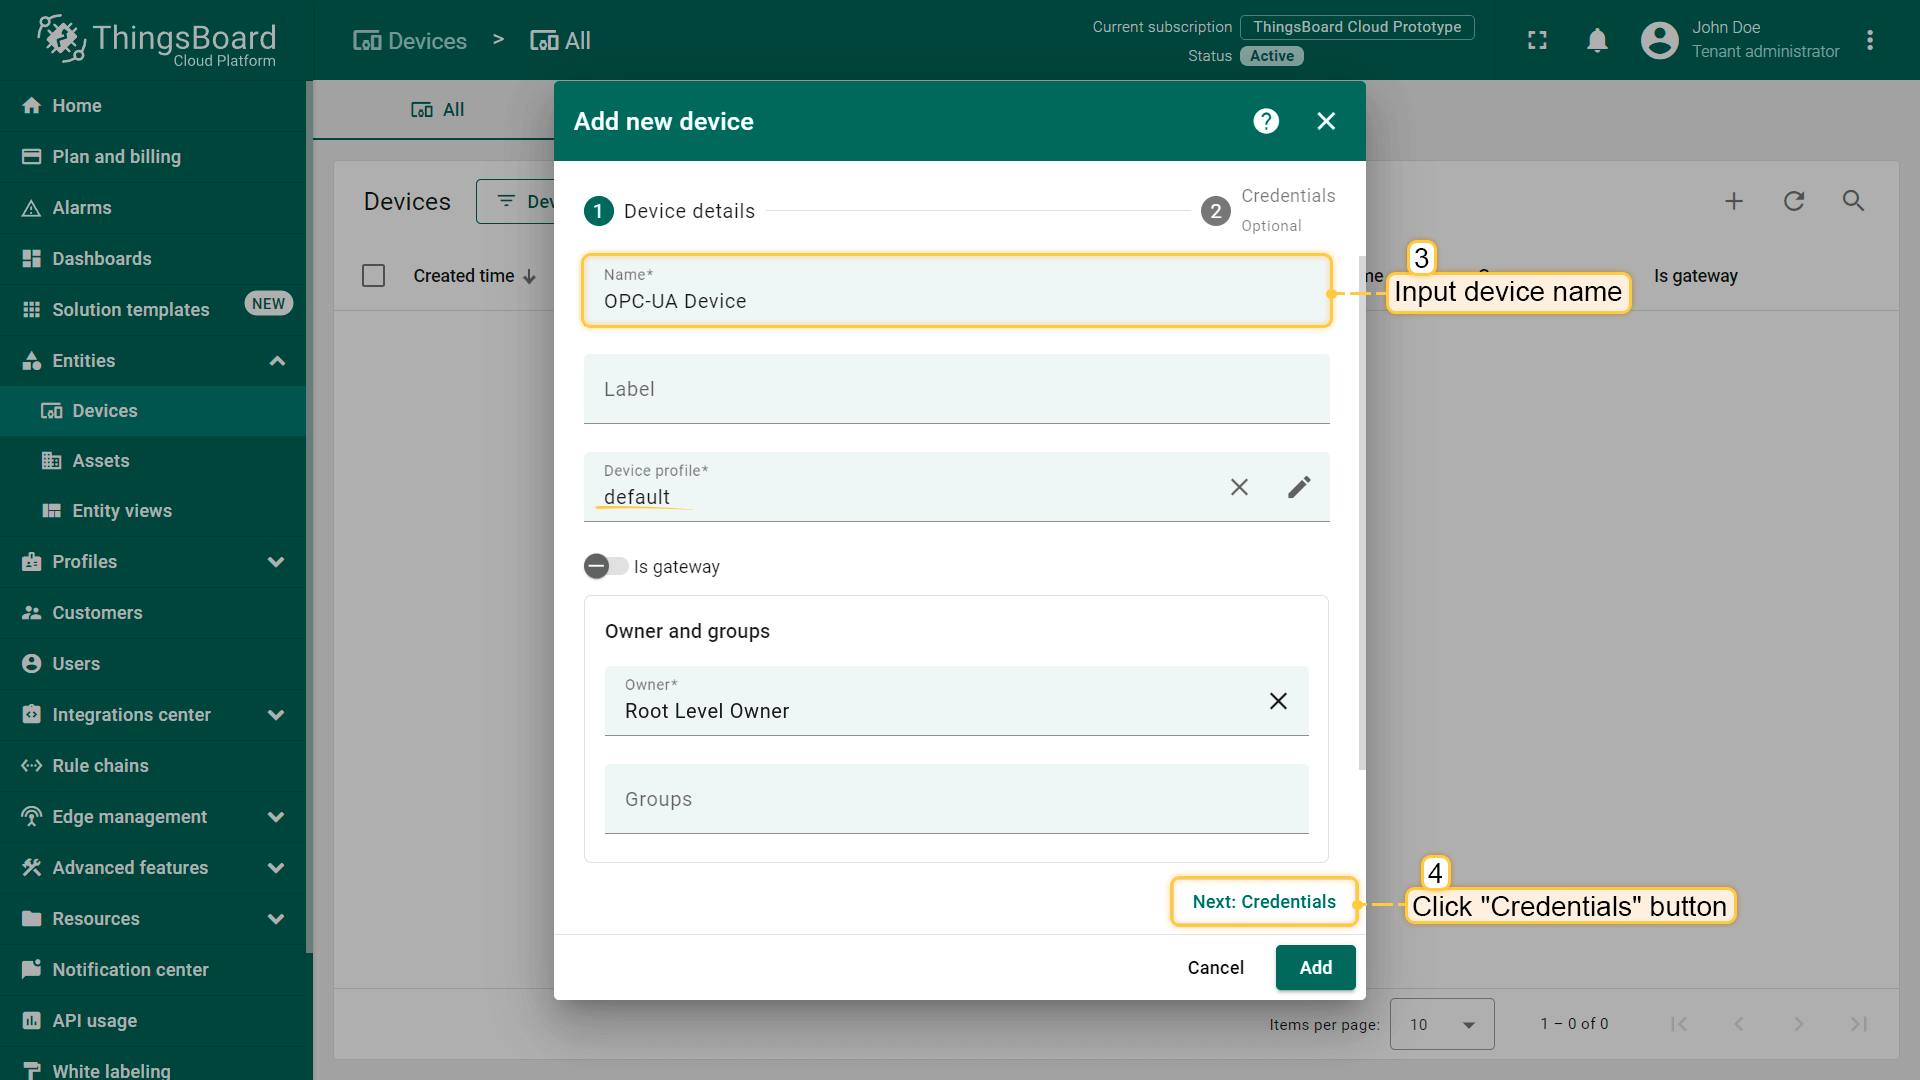 ThingsBoard
Cloud Platform
Devices > All
Current subscription ThingsBoard Cloud Prototype
Status Active
John Doe
Tenant administrator
Home
Plan and billing
Alarms
Dashboards
Solution templates NEW
Entities
Devices
Assets
Entity views
Profiles
Customers
Users
Integrations center
Rule chains
Edge management
Advanced features
Resources
Notification center
API usage
White labeling
All
Devices
Created time
Is gateway
Add new device
1 Device details
2 Credentials
Optional
Name*
OPC-UA Device
3
Input device name
Label
Device profile*
default
Is gateway
Owner and groups
Owner*
Root Level Owner
Groups
Next: Credentials
4
Click "Credentials" button
Cancel
Add
Items per page: 10
1 – 0 of 0